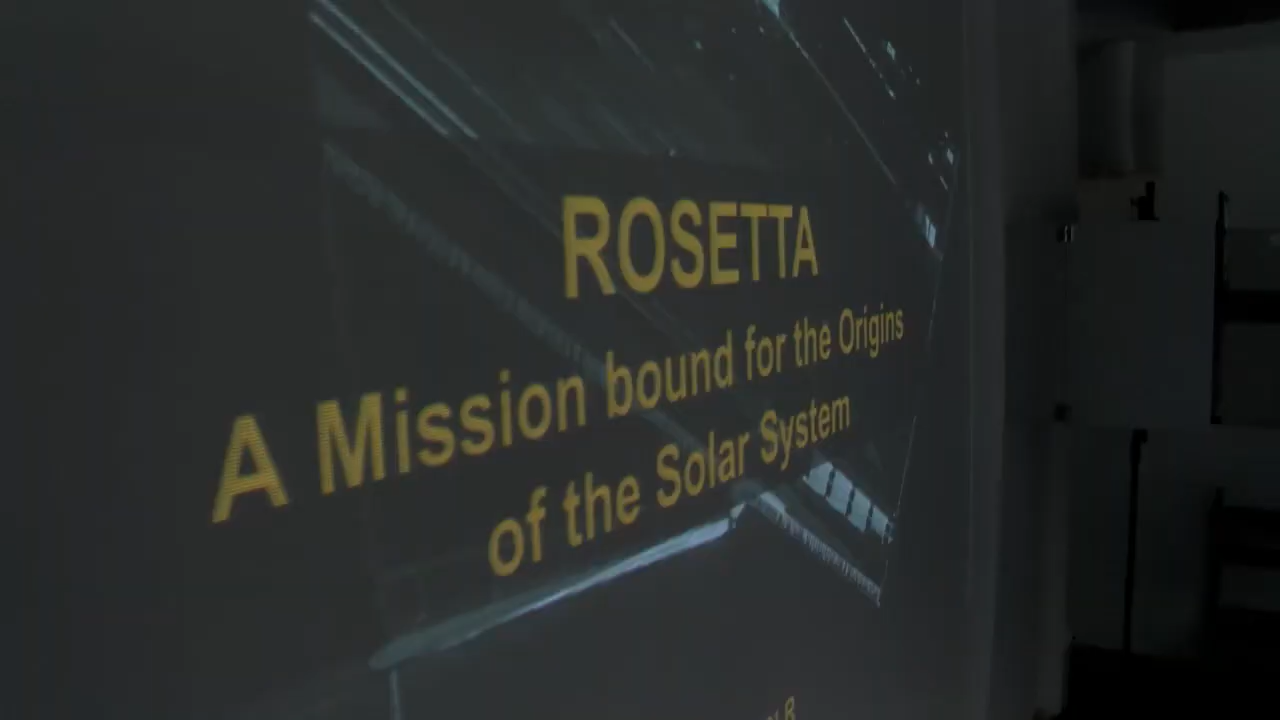 ROSETTA
A Mission bound for the Origins
of the Solar System